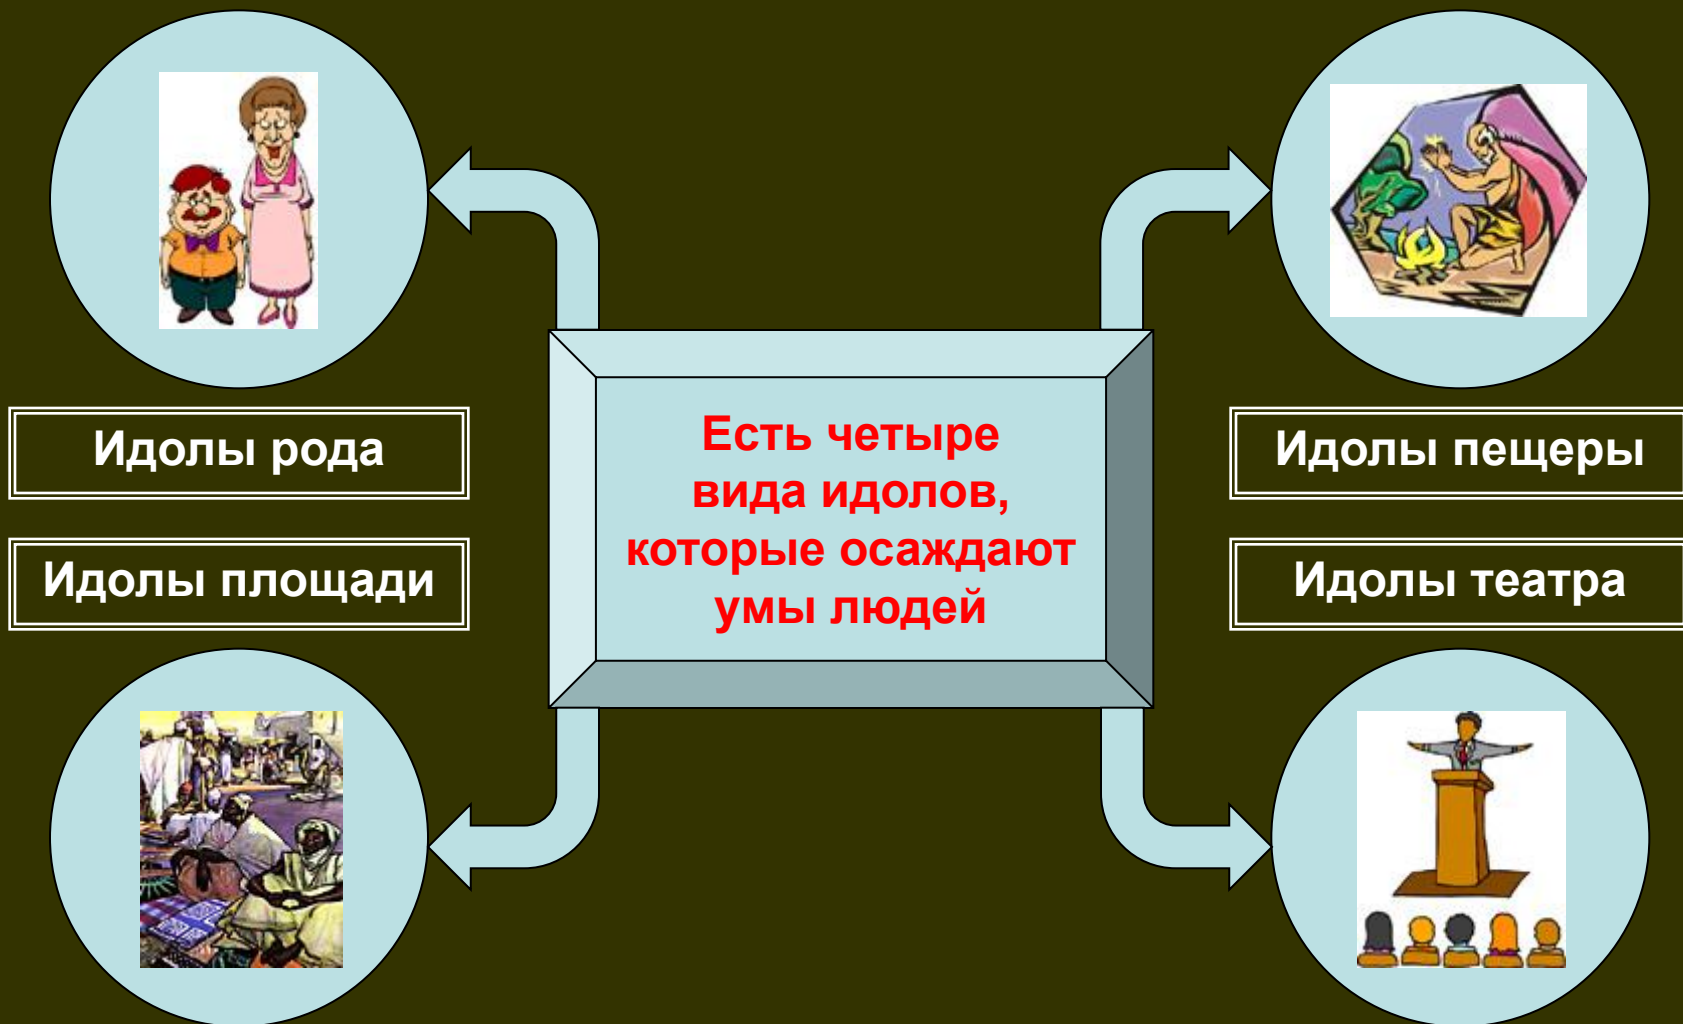 Идолы рода
Идолы пещеры
Есть четыре
вида идолов,
которые осаждают
умы людей
Идолы площади
Идолы театра